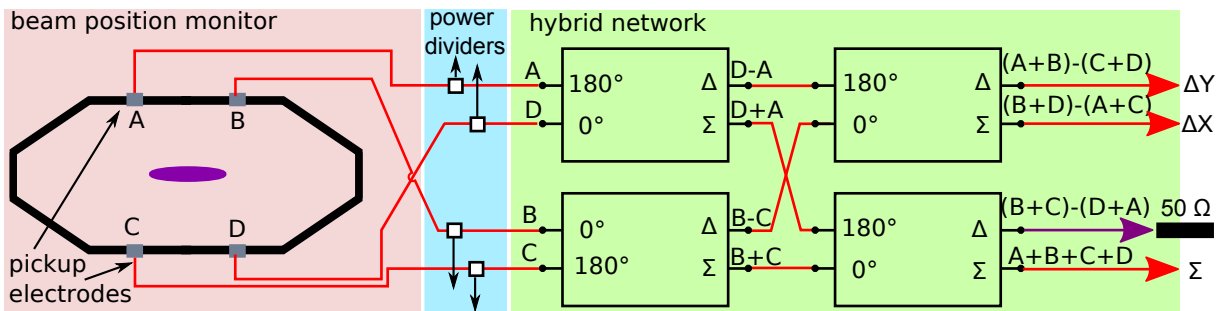 beam position monitor
A
B
C
D
pickup
electrodes
power
dividers
hybrid network
A
D
180°
0°
Δ
Σ
D-A
D+A
180°
0°
Δ
Σ
(A+B)-(C+D)
(B+D)-(A+C)
ΔY
ΔX
B
C
0°
180°
Δ
Σ
B-C
B+C
180°
0°
Δ
Σ
(B+C)-(D+A)
A+B+C+D
50 Ω
Σ